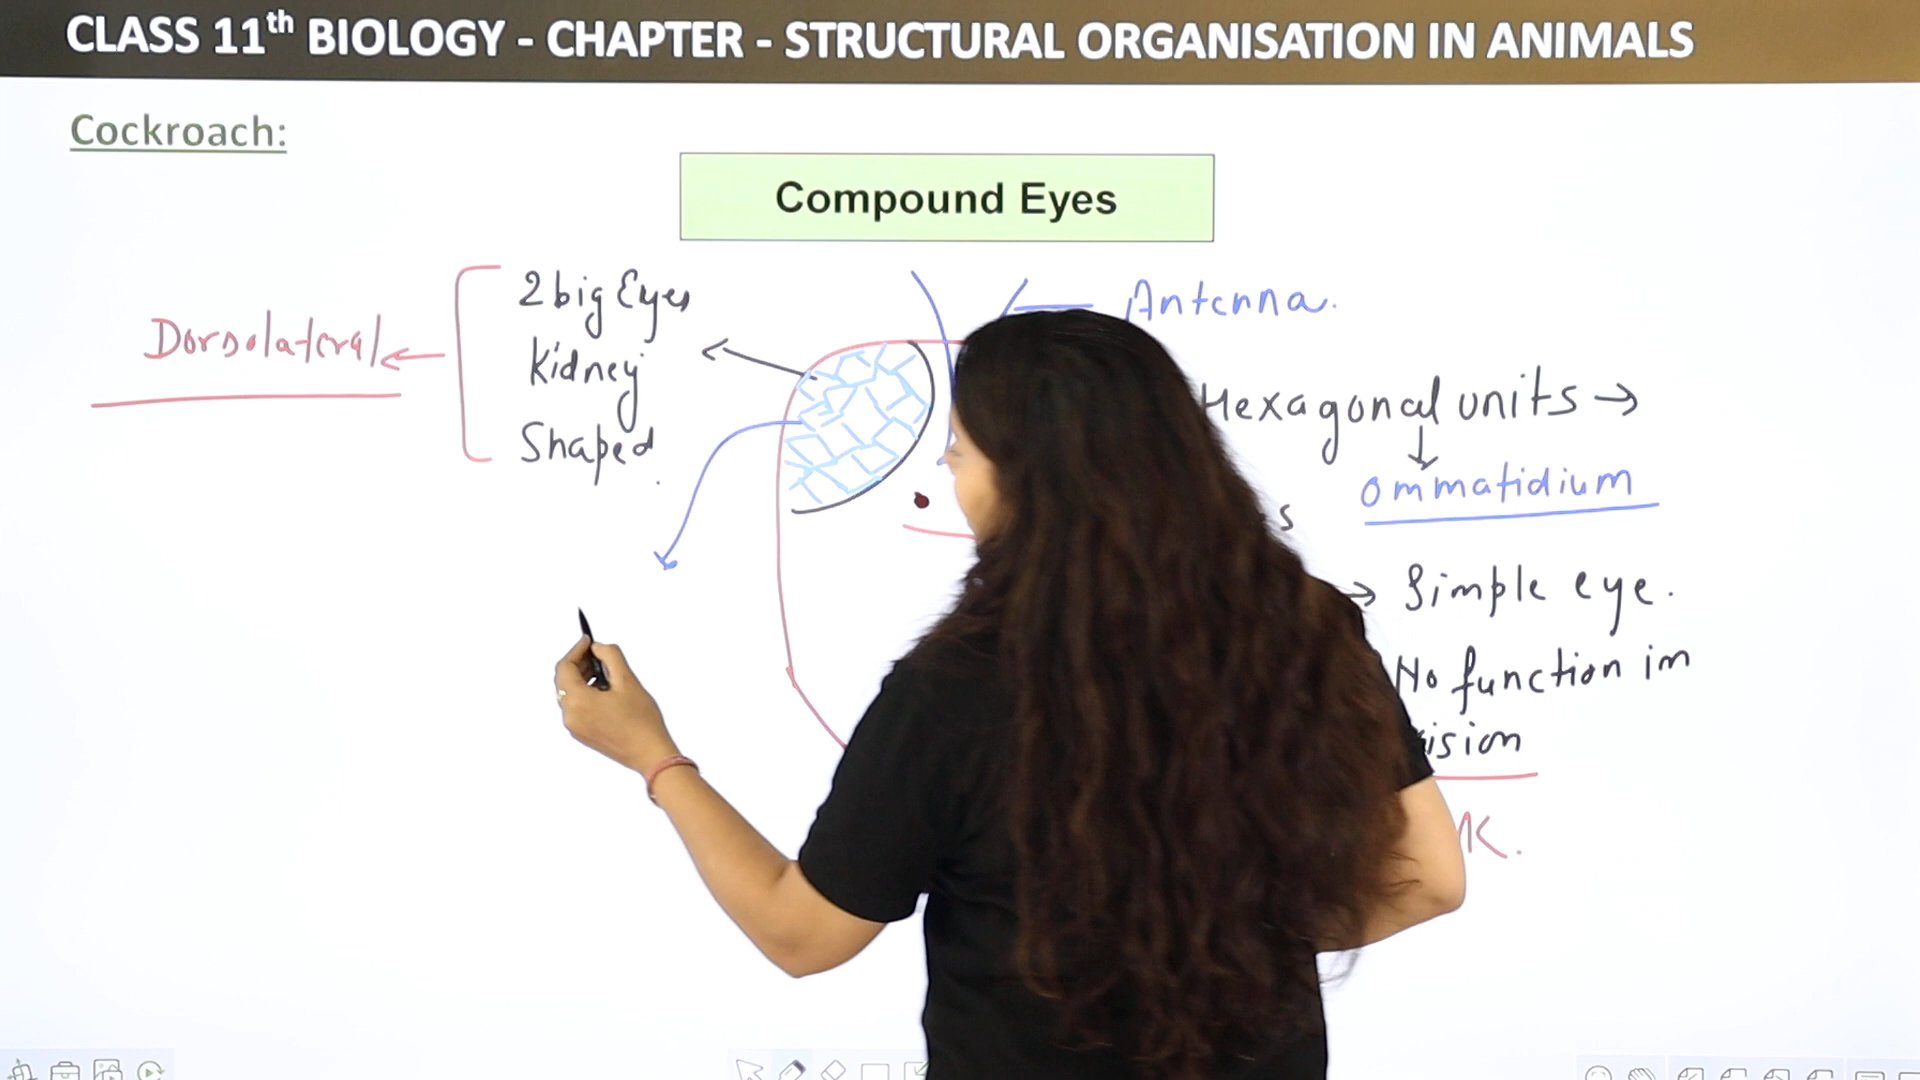 CLASS 11th BIOLOGY - CHAPTER - STRUCTURAL ORGANISATION IN ANIMALS
Cockroach:
Compound Eyes
2 big Eyes
Kidney
Shaped.
Dorsolateral
Antenna.
Hexagonal units →
Ommatidium
s
→ Simple eye.
No function in
ision
K.